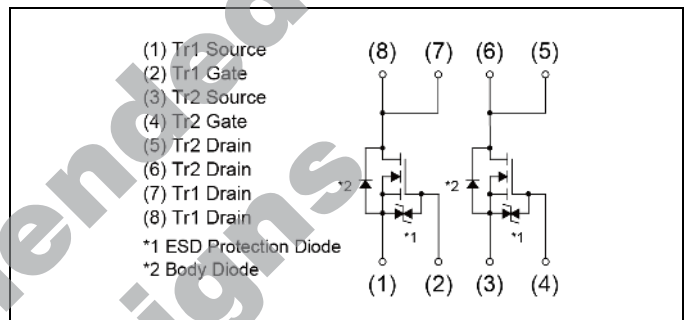 (1) Tr1 Source
(2) Tr1 Gate
(3) Tr2 Source
(4) Tr2 Gate
(5) Tr2 Drain
(6) Tr2 Drain
(7) Tr1 Drain
(8) Tr1 Drain
*1 ESD Protection Diode
*2 Body Diode
(8) (7) (6) (5)
*2 *2
*1 *1
(1) (2) (3) (4)